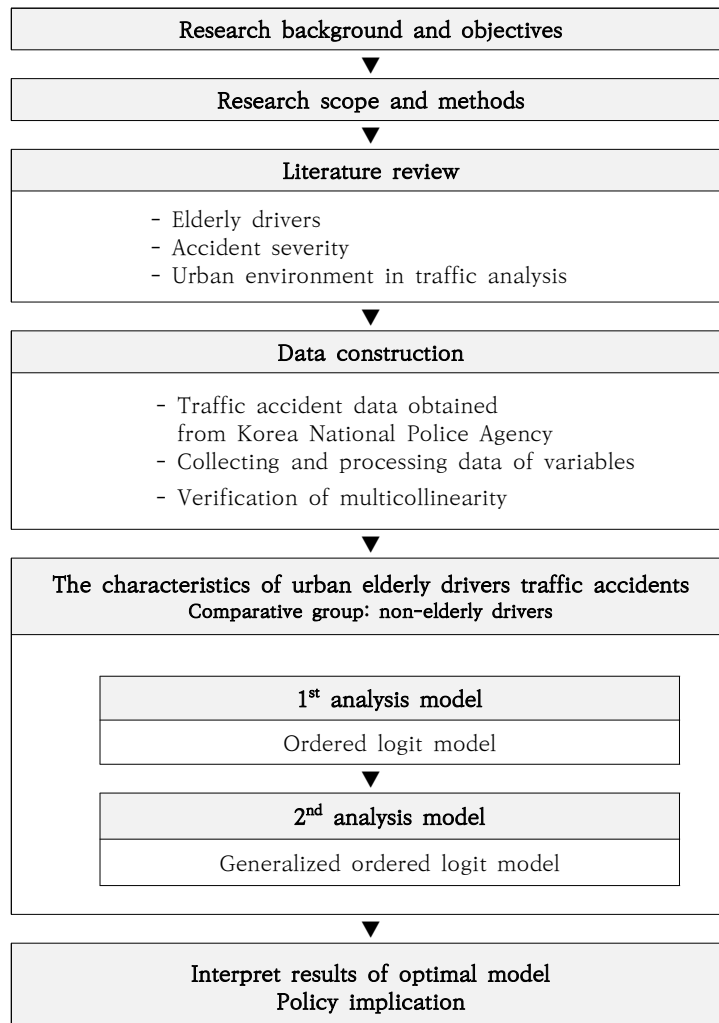 Research background and objectives
▼
Research scope and methods
▼
Literature review
- Elderly drivers
- Accident severity
- Urban environment in traffic analysis
▼
Data construction
- Traffic accident data obtained
from Korea National Police Agency
- Collecting and processing data of variables
- Verification of multicollinearity
▼
The characteristics of urban elderly drivers traffic accidents
Comparative group: non-elderly drivers
1st analysis model
Ordered logit model
▼
2nd analysis model
Generalized ordered logit model
▼
Interpret results of optimal model
Policy implication